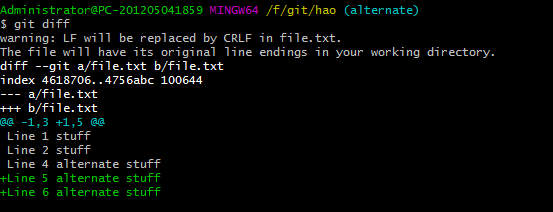 Administrator@PC-201205041859 MINGW64 /f/git/hao (alternate)
$ git diff
warning: LF will be replaced by CRLF in file.txt.
The file will have its original line endings in your working directory.
diff --git a/file.txt b/file.txt
index 4618706..4756abc 100644
--- a/file.txt
+++ b/file.txt
@@ -1,3 +1,5 @@
 Line 1 stuff
 Line 2 stuff
 Line 4 alternate stuff
+Line 5 alternate stuff
+Line 6 alternate stuff